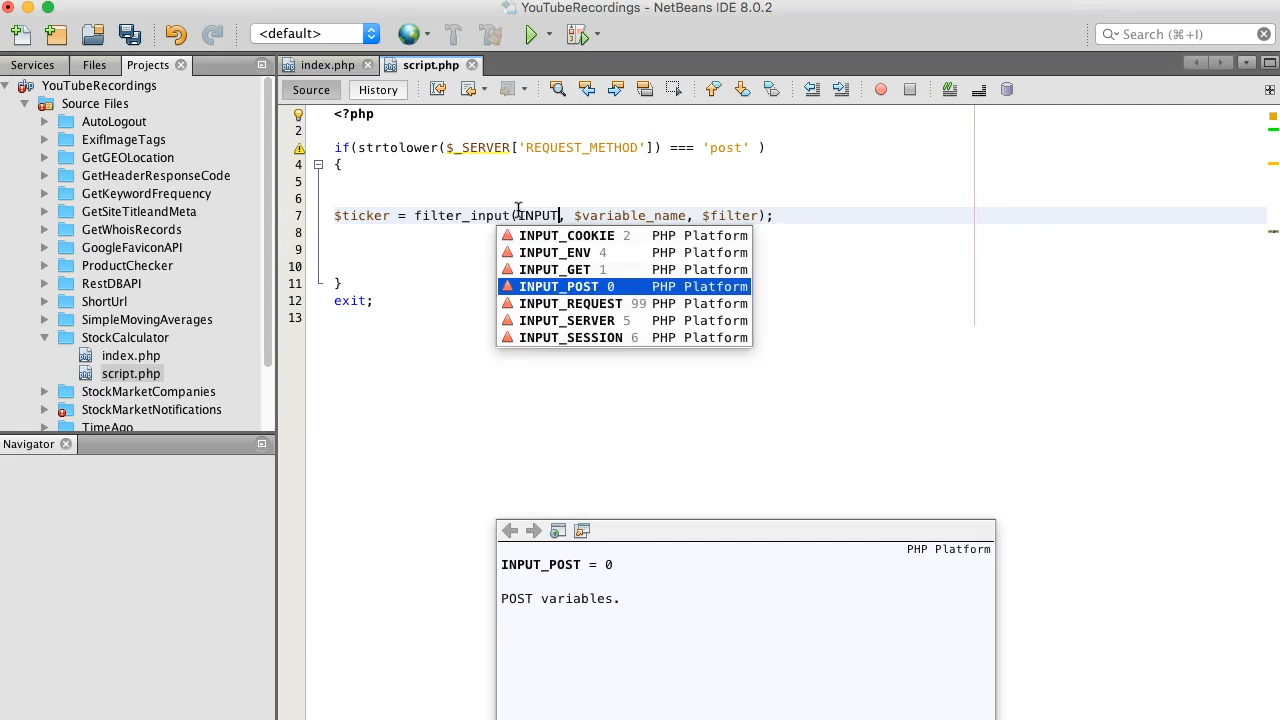 YouTubeRecordings - NetBeans IDE 8.0.2
<default>
Search (⌘+I)
Services
Files
Projects
index.php
script.php
Source
History
YouTubeRecordings
Source Files
AutoLogout
ExifImageTags
GetGEOLocation
GetHeaderResponseCode
GetKeywordFrequency
GetSiteTitleandMeta
GetWhoisRecords
GoogleFaviconAPI
ProductChecker
RestDBAPI
ShortUrl
SimpleMovingAverages
StockCalculator
index.php
script.php
StockMarketCompanies
StockMarketNotifications
TimeAgo
Navigator
<?php
2
if(strtolower($_SERVER['REQUEST_METHOD']) === 'post' )
4 {
5
6
7 $ticker = filter_input(INPUT, $variable_name, $filter);
8
9
10
11 }
12 exit;
13
INPUT_COOKIE 2 PHP Platform
INPUT_ENV 4 PHP Platform
INPUT_GET 1 PHP Platform
INPUT_POST 0 PHP Platform
INPUT_REQUEST 99 PHP Platform
INPUT_SERVER 5 PHP Platform
INPUT_SESSION 6 PHP Platform
PHP Platform
INPUT_POST = 0
POST variables.